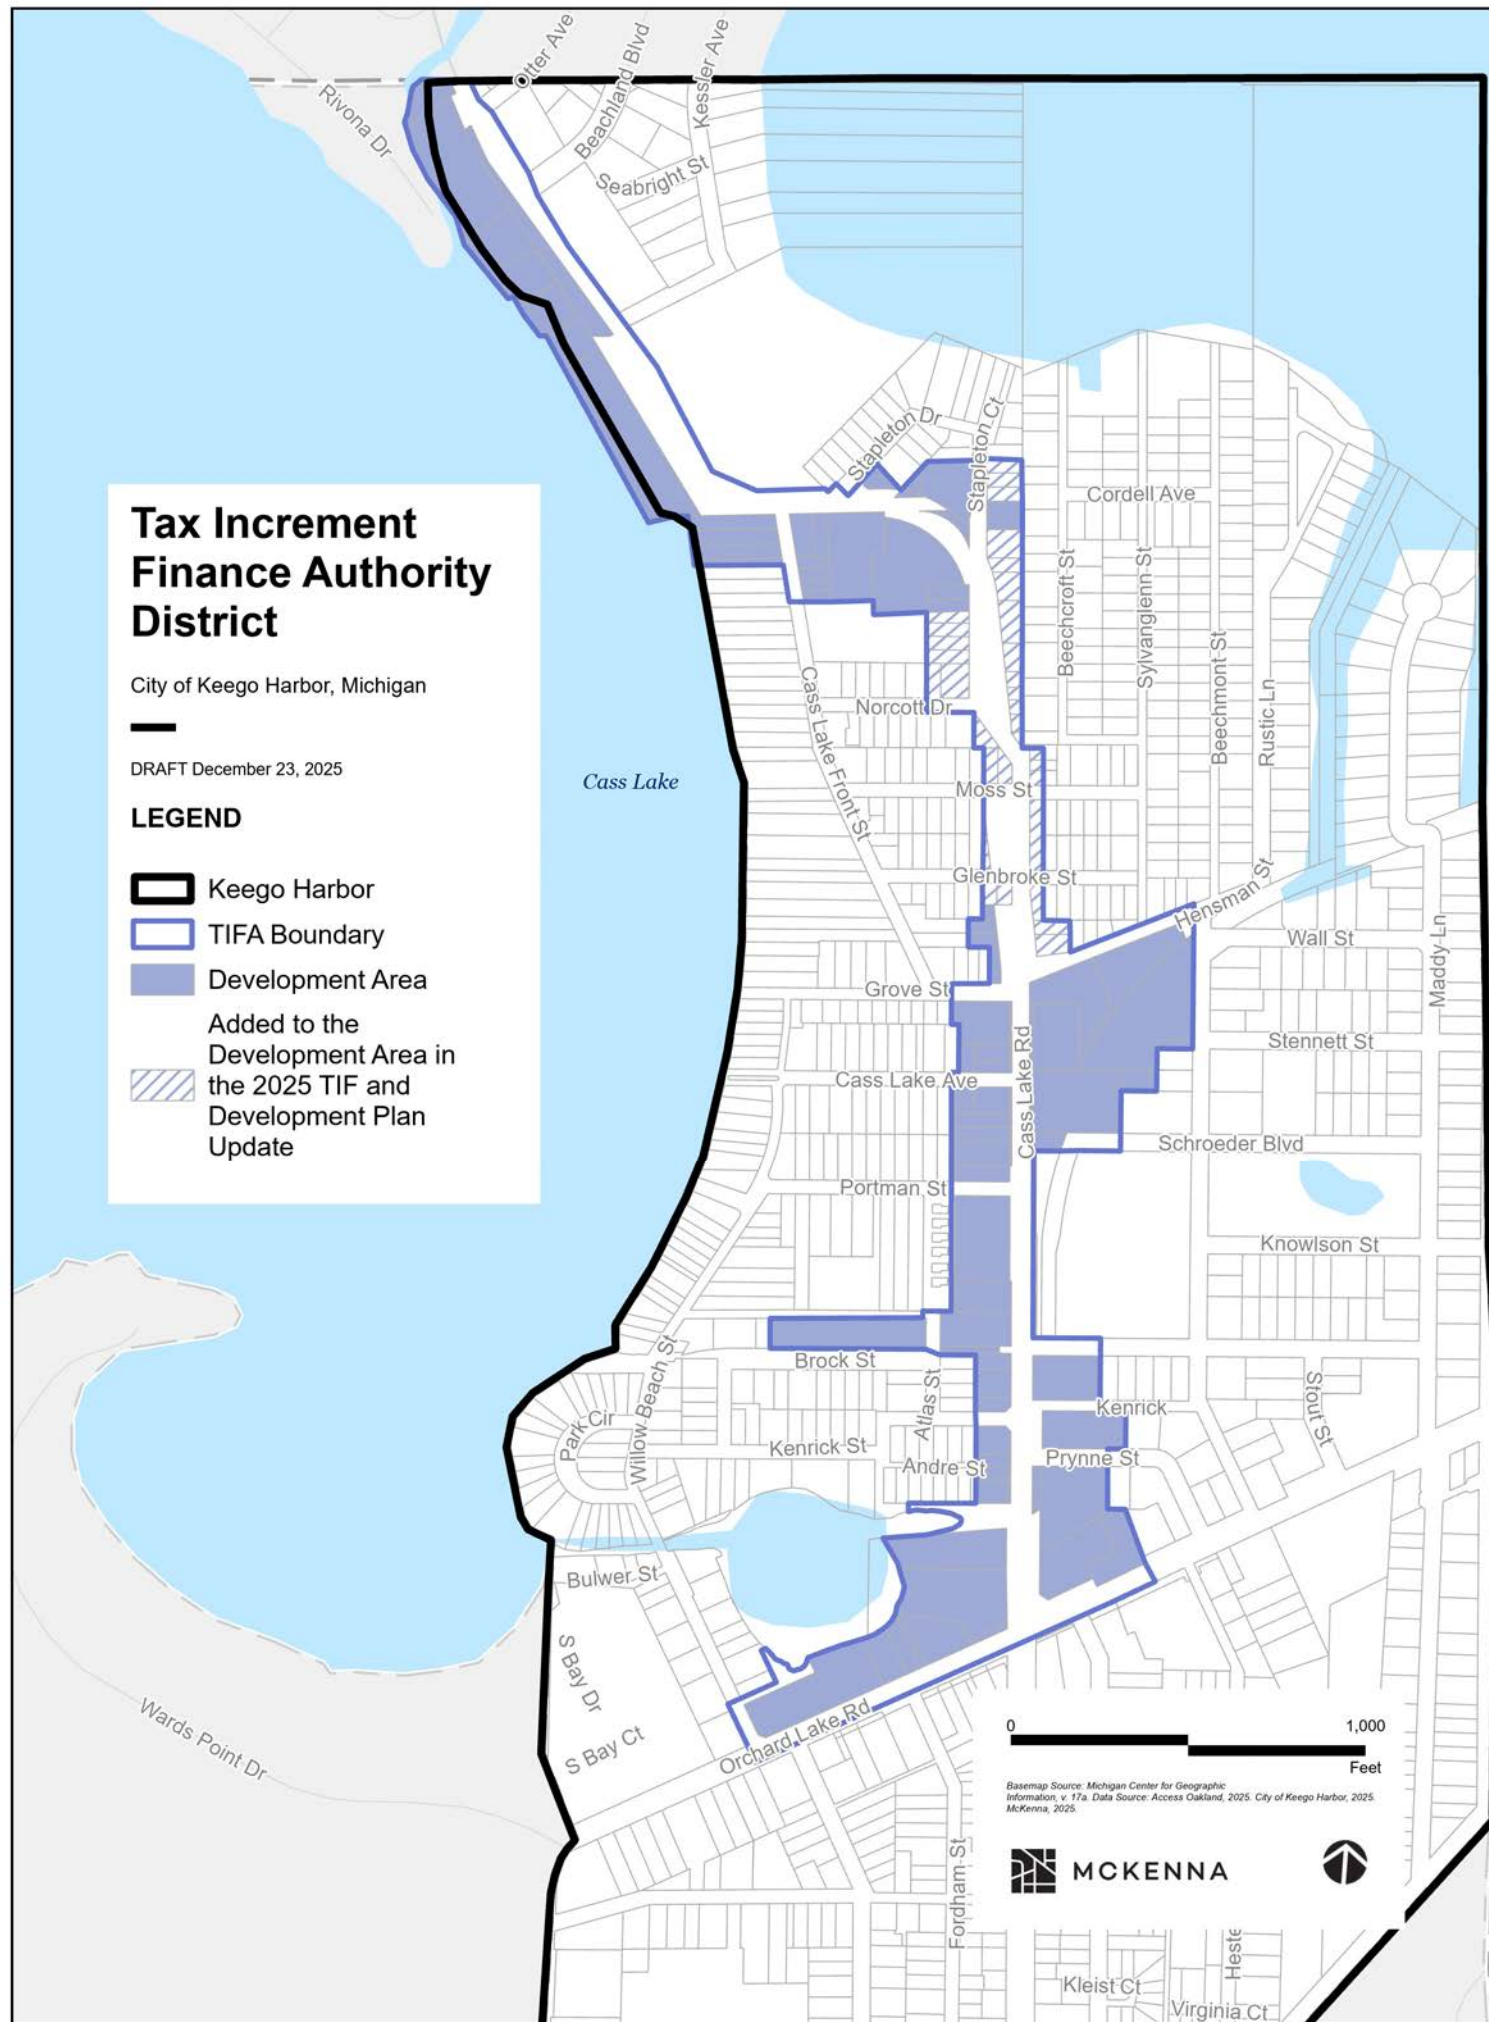 Otter Ave
Beachland Blvd
Kessler Ave
Rivona Dr
Seabright St
Stapleton Dr
Stapleton Ct
Cordell Ave
Tax Increment
Finance Authority
District
City of Keego Harbor, Michigan
DRAFT December 23, 2025
LEGEND
Keego Harbor
TIFA Boundary
Development Area
Added to the
Development Area in
the 2025 TIF and
Development Plan
Update
Cass Lake
Beechcroft St
Sylvanglenn St
Beechmont St
Rustic Ln
Cass Lake Front St
Norcott Dr
Moss St
Glenbroke St
Hensman St
Wall St
Maddy Ln
Grove St
Stennett St
Cass Lake Ave
Cass Lake Rd
Schroeder Blvd
Portman St
Knowlson St
Willow Beach St
Brock St
Atlas St
Stout St
Park Cir
Kenrick
Kenrick St
Andre St
Prynne St
Bulwer St
S Bay Dr
S Bay Ct
Wards Point Dr
Orchard Lake Rd
0 1,000
Feet
Basemap Source: Michigan Center for Geographic
Information, v. 17a. Data Source: Access Oakland, 2025. City of Keego Harbor, 2025.
McKenna, 2025.
MCKENNA
Fordham St
Heste
Kleist Ct
Virginia Ct